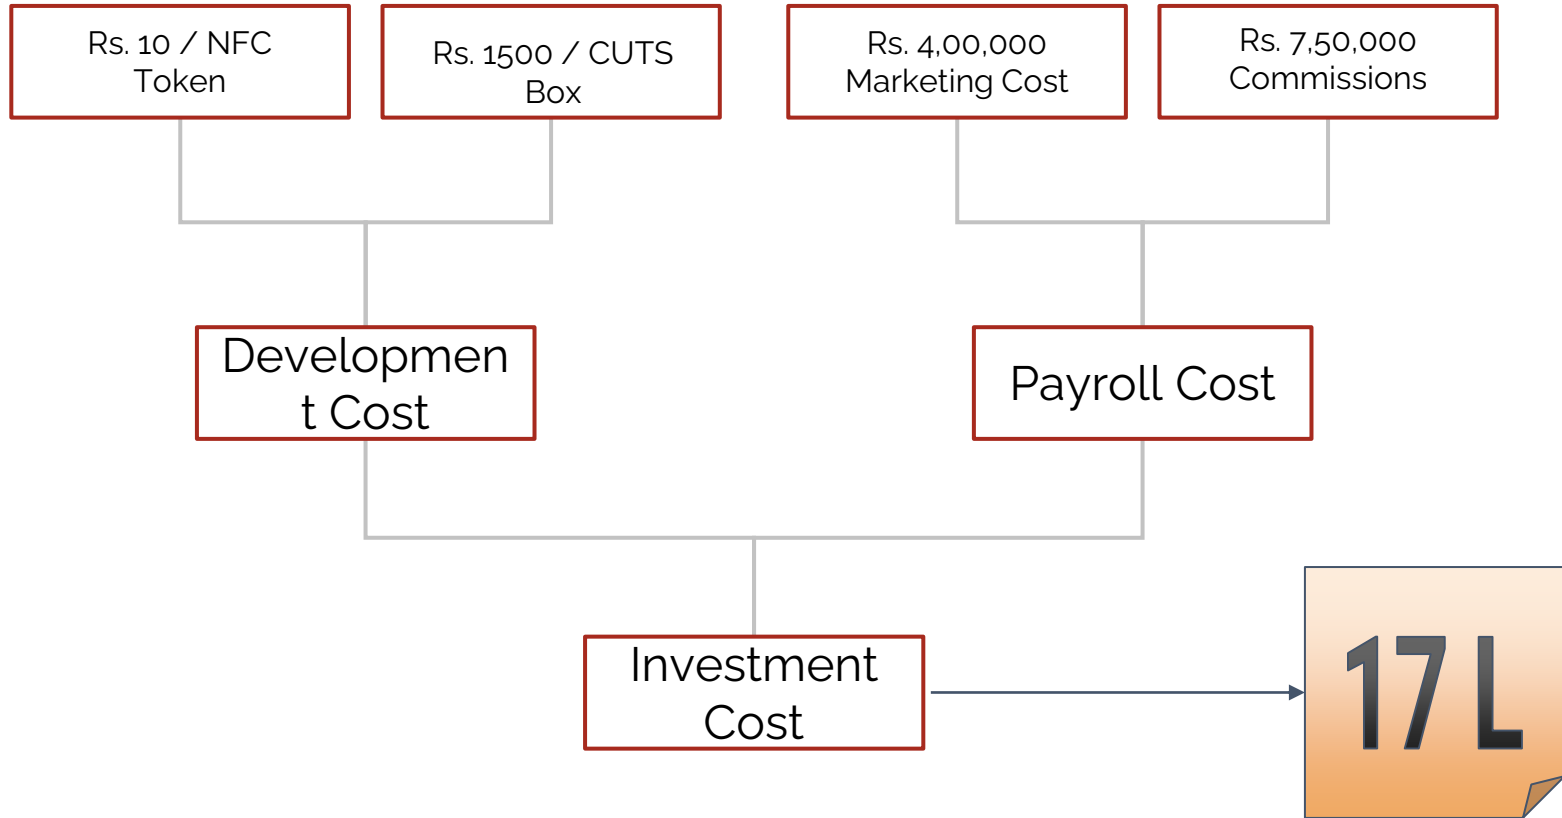 Rs. 10 / NFC
Token
Rs. 1500 / CUTS
Box
Rs. 4,00,000
Marketing Cost
Rs. 7,50,000
Commissions
Developmen
t Cost
Payroll Cost
Investment
Cost
17 L